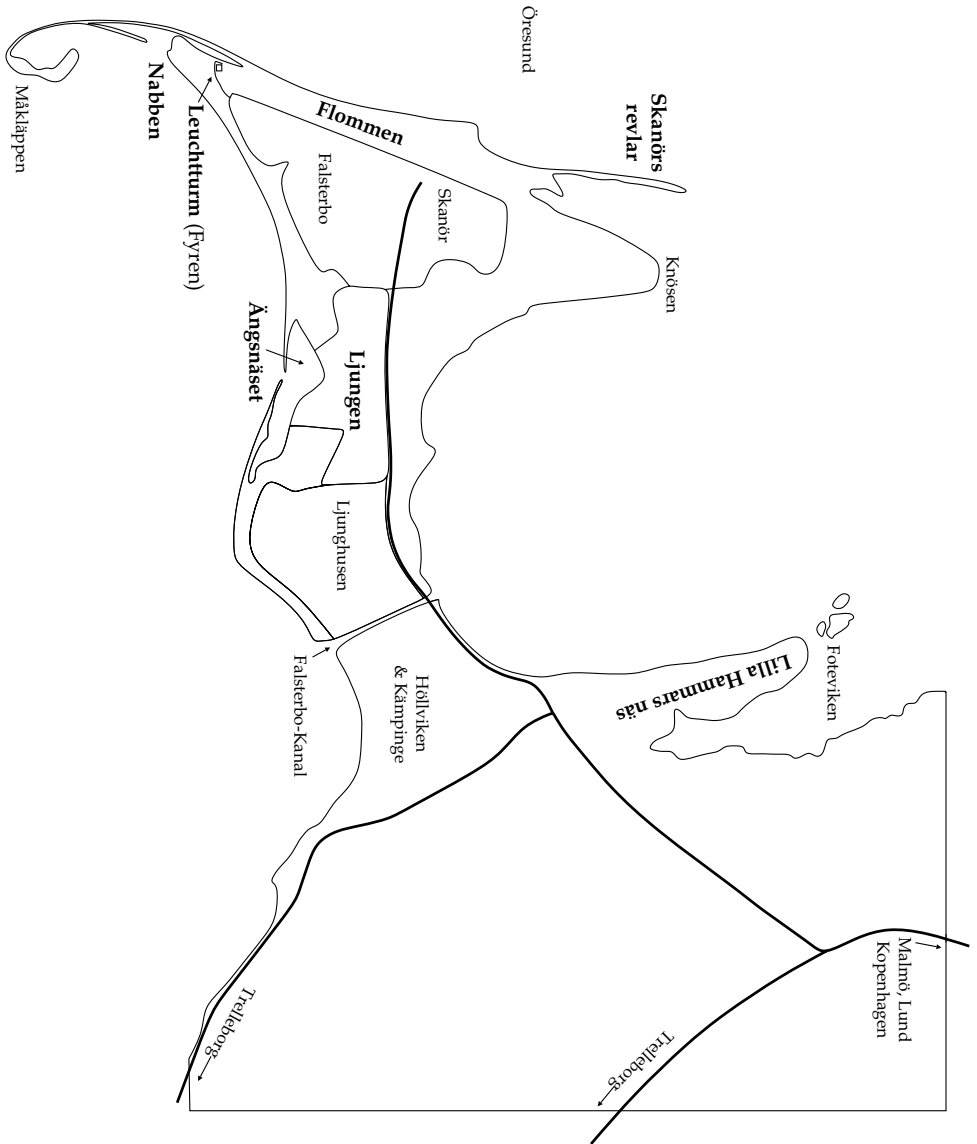 Malmö, Lund
Kopenhagen
Foteviken
Lilla Hammars näs
Knösen
Skanörs
revlar
Trelleborg
Öresund
Skanör
Höllviken
& Kämpinge
Flommen
Ljungen
Ljunghusen
Falsterbo
Falsterbo-Kanal
Ängsnäset
Trelleborg
Leuchtturm (Fyren)
Nabben
Måkläppen